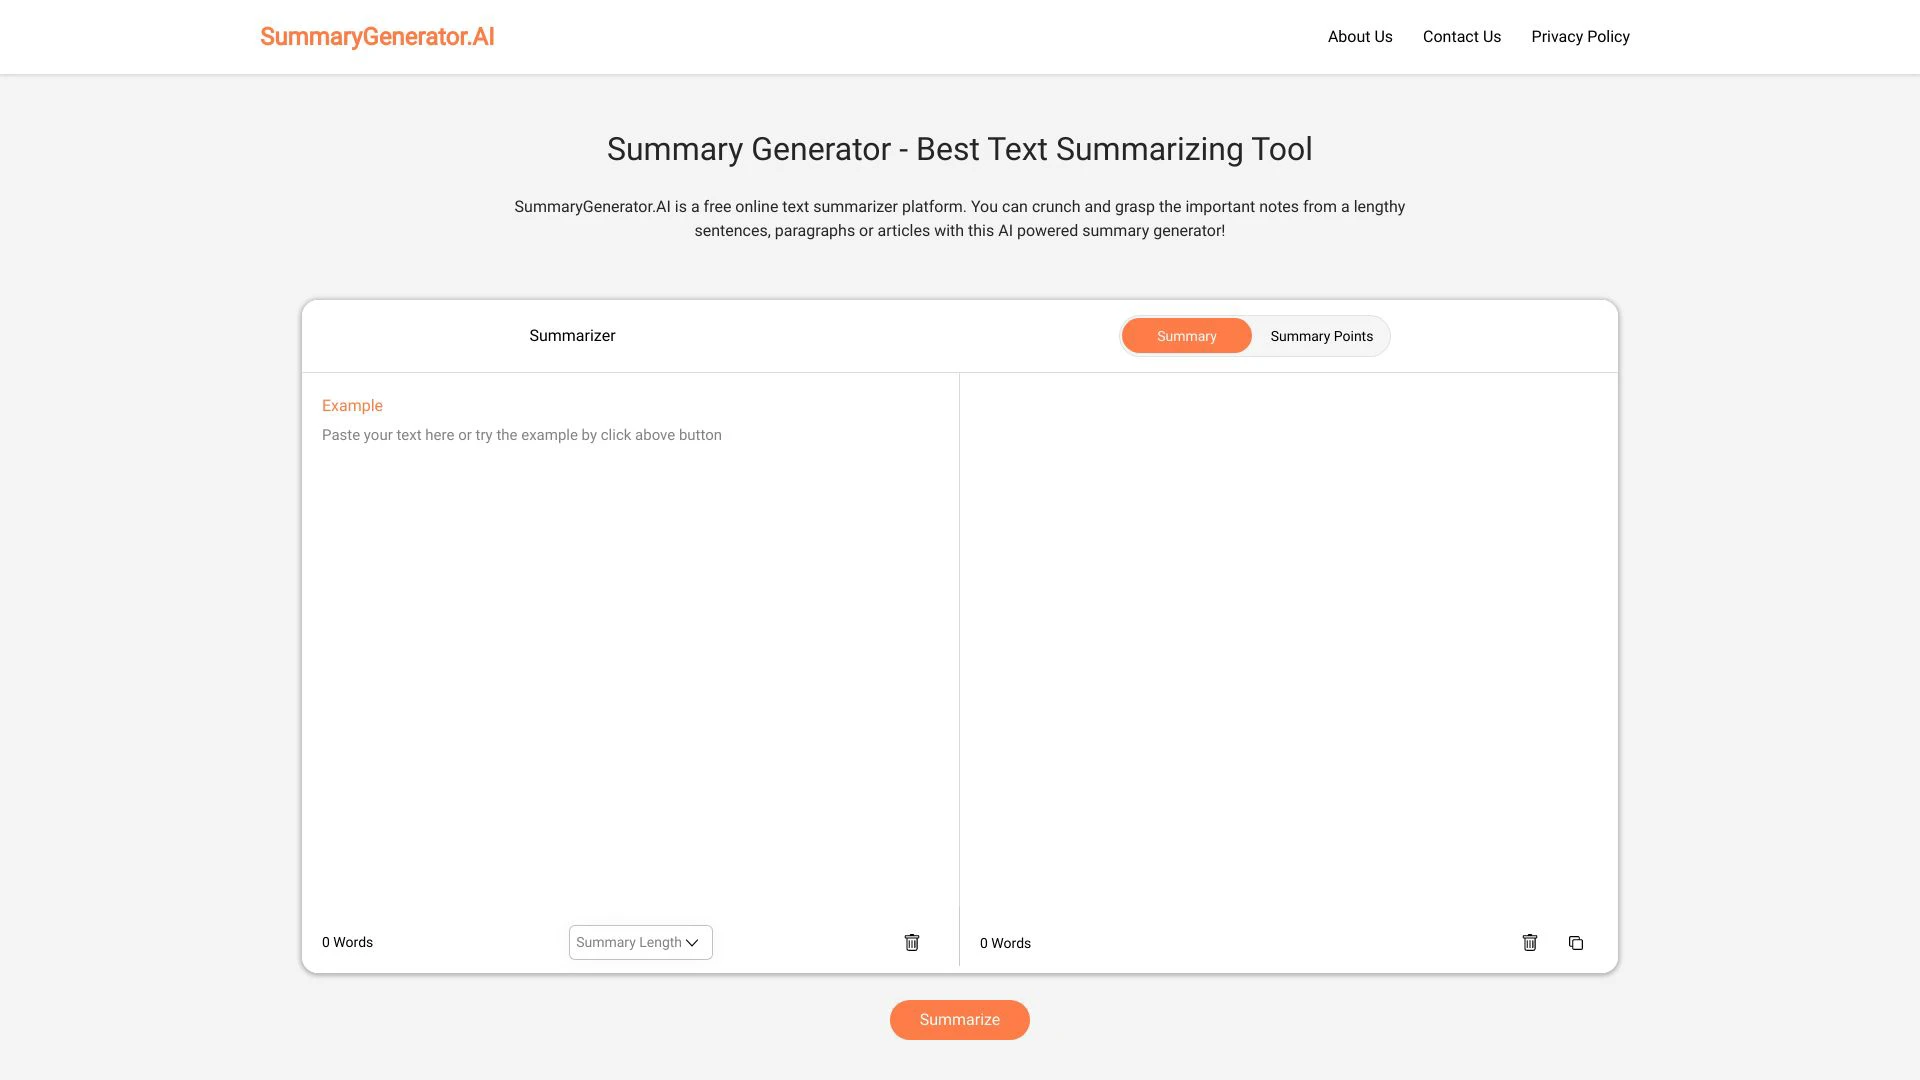 SummaryGenerator.AI
About Us
Contact Us
Privacy Policy
Summary Generator - Best Text Summarizing Tool
SummaryGenerator.AI is a free online text summarizer platform. You can crunch and grasp the important notes from a lengthy
sentences, paragraphs or articles with this AI powered summary generator!
Summarizer
Summary
Summary Points
Example
Paste your text here or try the example by click above button
0 Words
Summary Length
0 Words
Summarize